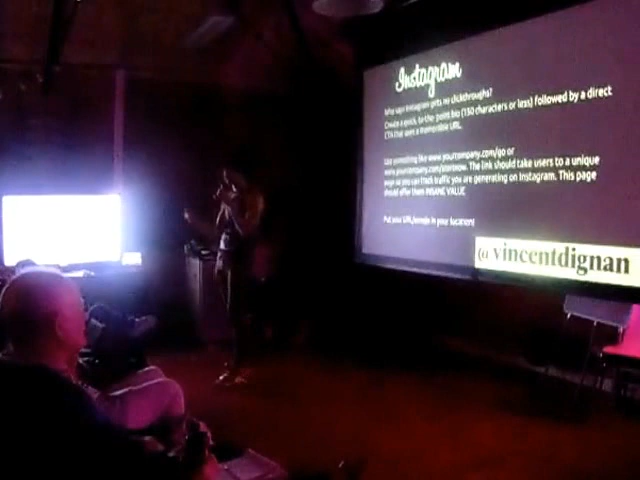 Instagram
Who says Instagram gets no clickthroughs?
Create a quick, to-the-point bio (150 characters or less) followed by a direct
CTA that uses a memorable URL.
Use something like www.yourcompany.com/go or
www.yourcompany.com/ The link should take users to a unique
page so you can track traffic you are generating on Instagram. This page
should offer them INSANE VALUE
Put your URL/emojis in your location!
@vincentdignan